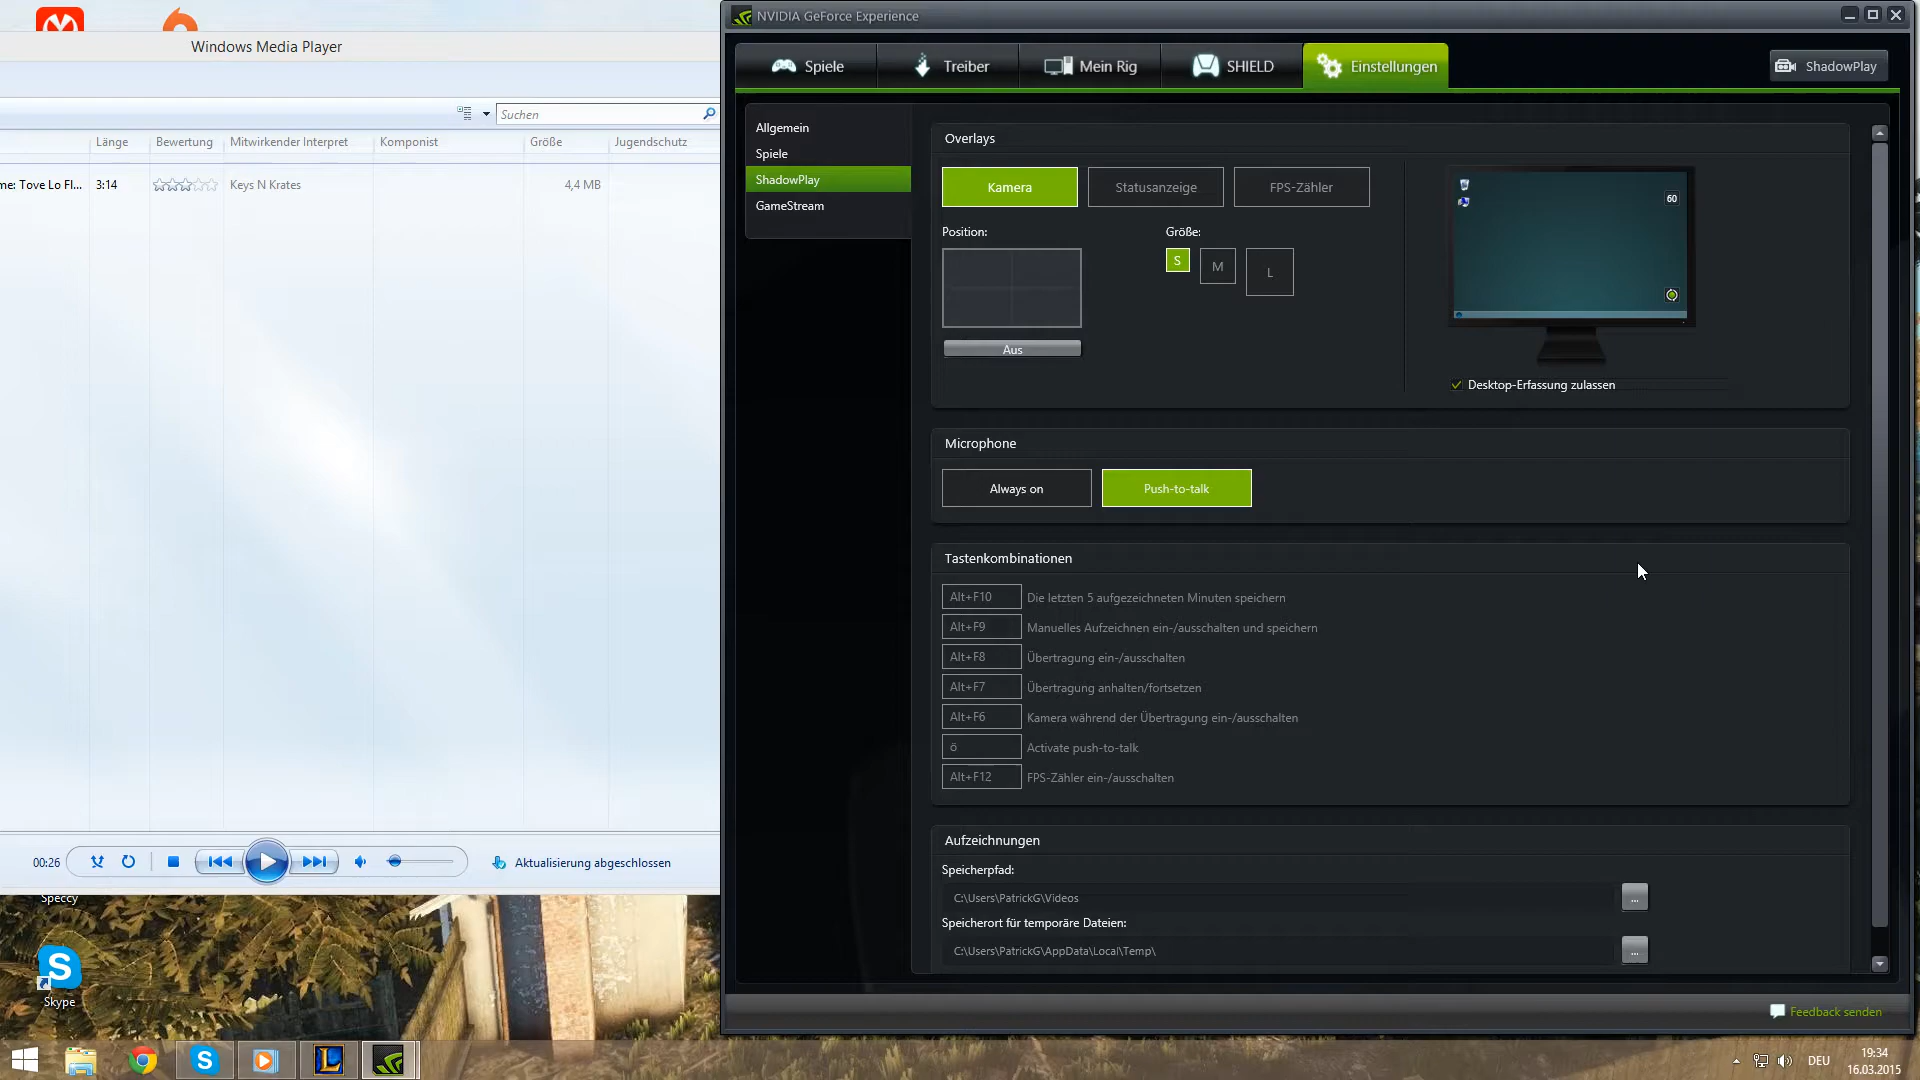 Windows Media Player
Suchen
Länge Bewertung Mitwirkender Interpret Komponist Größe Jugendschutz
me: Tove Lo Fl... 3:14 Keys N Krates 4,4 MB
00:26 Aktualisierung abgeschlossen
Speccy
Skype
NVIDIA GeForce Experience
Spiele Treiber Mein Rig SHIELD Einstellungen ShadowPlay
Allgemein
Spiele
ShadowPlay
GameStream
Overlays
Kamera Statusanzeige FPS-Zähler
Position: Größe:
S M L
Aus
60
Desktop-Erfassung zulassen
Microphone
Always on Push-to-talk
Tastenkombinationen
Alt+F10 Die letzten 5 aufgezeichneten Minuten speichern
Alt+F9 Manuelles Aufzeichnen ein-/ausschalten und speichern
Alt+F8 Übertragung ein-/ausschalten
Alt+F7 Übertragung anhalten/fortsetzen
Alt+F6 Kamera während der Übertragung ein-/ausschalten
ö Activate push-to-talk
Alt+F12 FPS-Zähler ein-/ausschalten
Aufzeichnungen
Speicherpfad:
C:\Users\PatrickG\Videos ...
Speicherort für temporäre Dateien:
C:\Users\PatrickG\AppData\Local\Temp\ ...
Feedback senden
DEU 19:34
16.03.2015